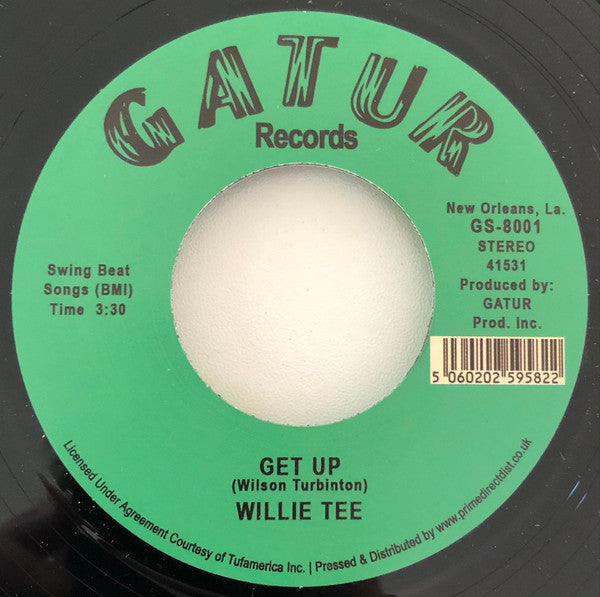 GATUR
Records
New Orleans, La.
GS-8001
STEREO
41531
Produced by:
GATUR
Prod. Inc.
Swing Beat
Songs (BMI)
Time 3:30
5 060202 595822
GET UP
(Wilson Turbinton)
WILLIE TEE
Licensed Under Agreement Courtesy of Tufamerica Inc. | Pressed & Distributed by www.primedirectdist.co.uk